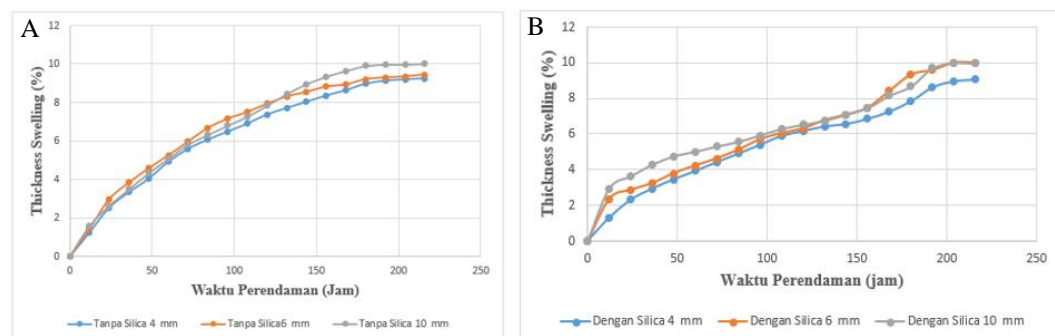 A
Thickness Swelling (%)
12
10
8
6
4
2
0
0 50 100 150 200 250
Waktu Perendaman (Jam)
Tanpa Silica 4 mm Tanpa Silica6 mm Tanpa Silica 10 mm
B
Thickness Swelling (%)
12
10
8
6
4
2
0
0 50 100 150 200 250
Waktu Perendaman (jam)
Dengan Silica 4 mm Dengan Silica 6 mm Dengan Silica 10 mm